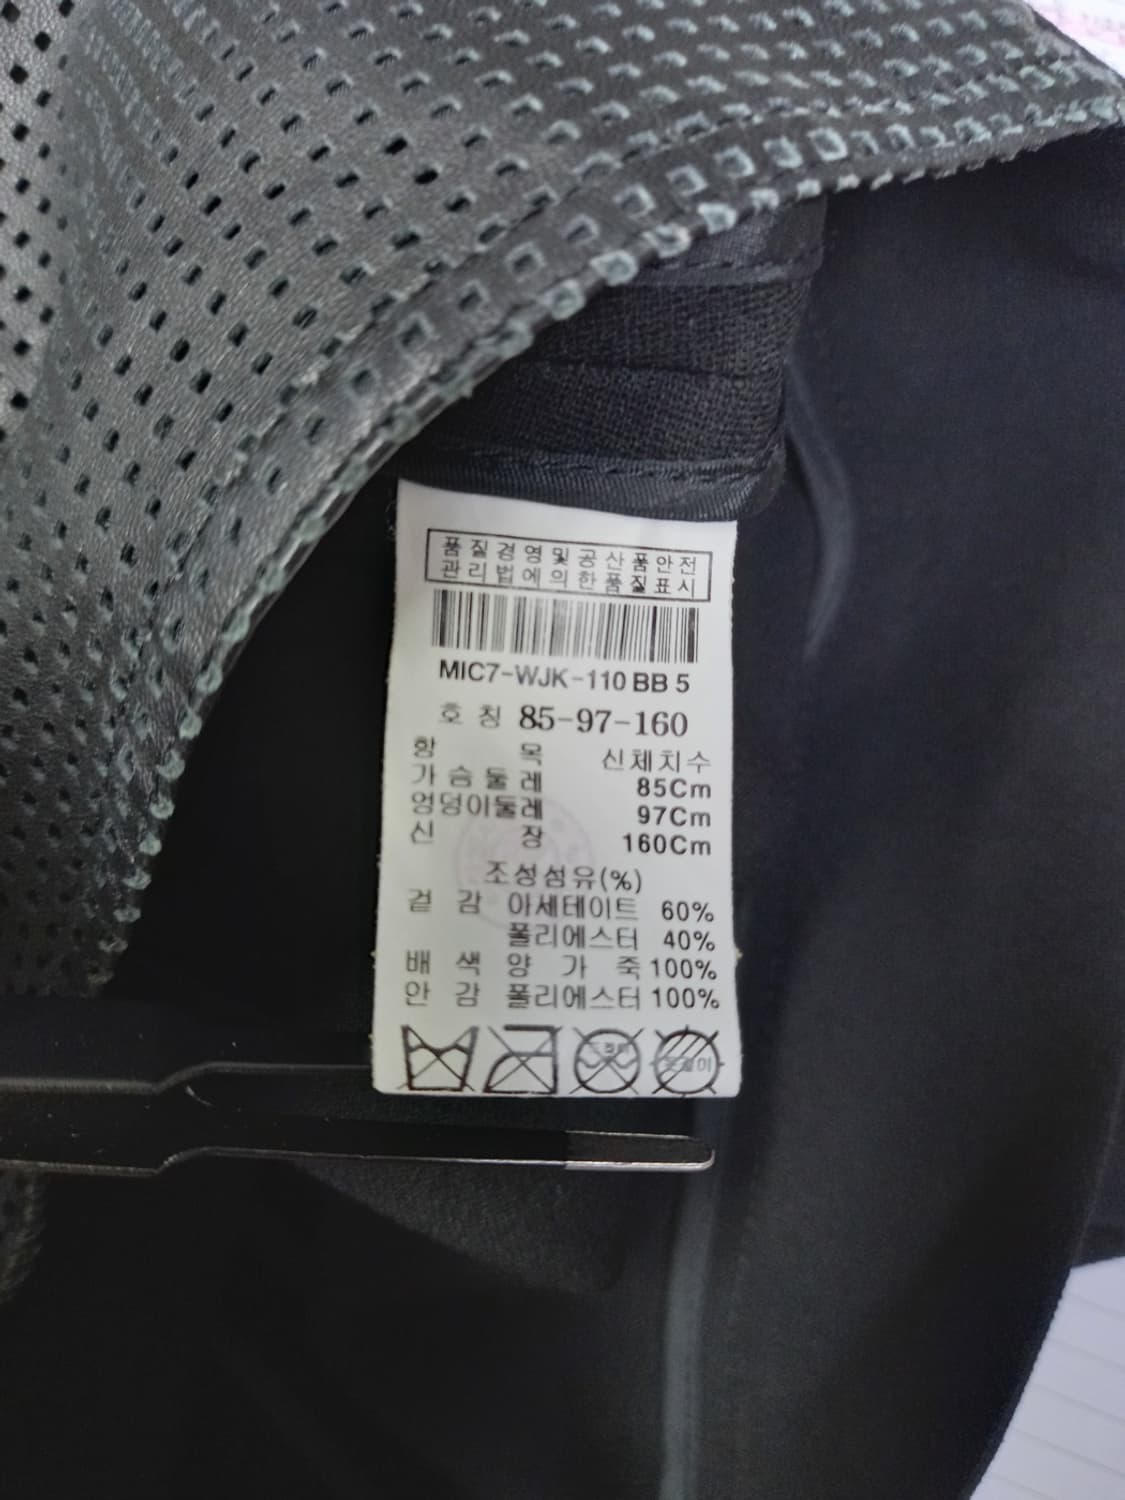 품질경영및공산품안전
관리법에의한품질표시
MIC7-WJK-110 BB 5
호칭 85-97-160
항목 신체치수
가슴둘레 85Cm
엉덩이둘레 97Cm
신장 160Cm
조성섬유(%)
겉감 아세테이트 60%
폴리에스터 40%
배색 양가죽 100%
안감 폴리에스터 100%